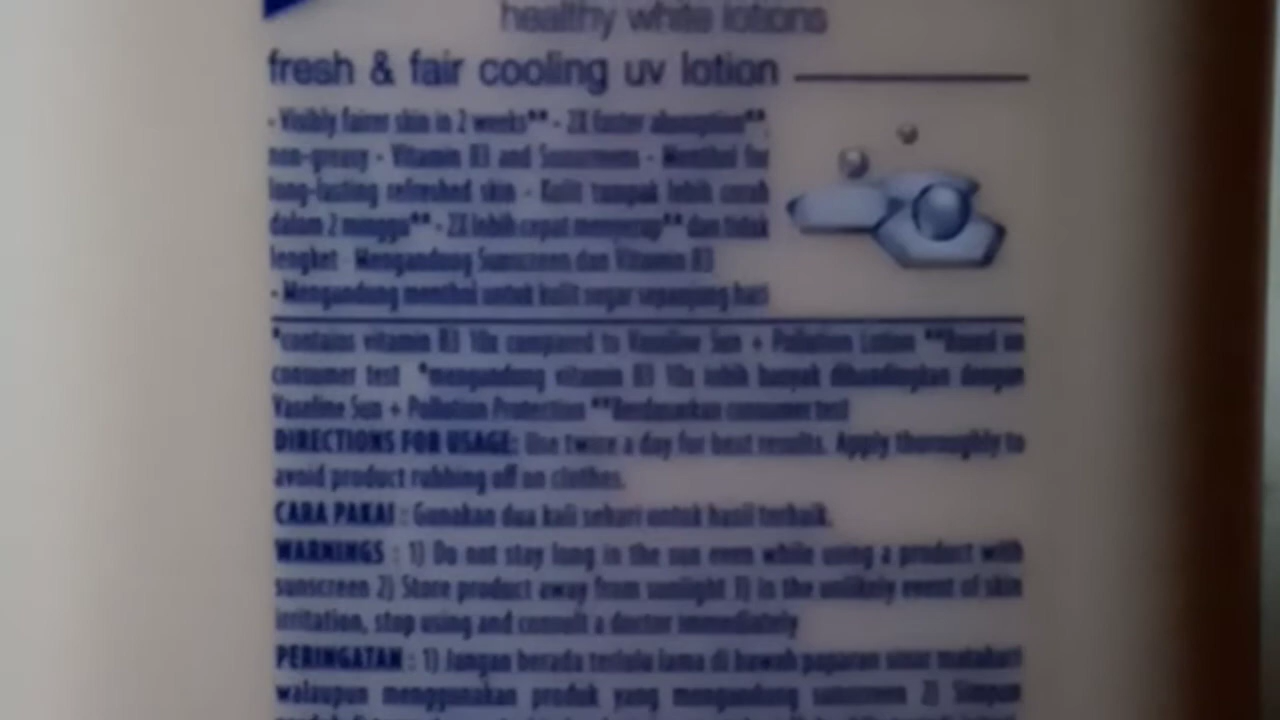 healthy white lotions
fresh & fair cooling uv lotion
- Visibly fairer skin in 2 weeks** - 2X faster absorption**,
non-greasy - Vitamin B3 and Sunscreens - Menthol for
long-lasting refreshed skin - Kulit tampak lebih cerah
dalam 2 minggu** - 2X lebih cepat menyerap** dan tidak
lengket - Mengandung Sunscreen dan Vitamin B3
- Mengandung menthol untuk kulit segar sepanjang hari
*contains vitamin B3 10x compared to Vaseline Sun + Pollution Lotion **Based on
consumer test *mengandung vitamin B3 10x lebih banyak dibandingkan dengan
Vaseline Sun + Pollution Protection **Berdasarkan consumer test
DIRECTIONS FOR USAGE: Use twice a day for best results. Apply thoroughly to
avoid product rubbing off on clothes.
CARA PAKAI : Gunakan dua kali sehari untuk hasil terbaik.
WARNINGS : 1) Do not stay long in the sun even while using a product with
sunscreen 2) Store product away from sunlight 3) in the unlikely event of skin
irritation, stop using and consult a doctor immediately
PERINGATAN : 1) Jangan berada terlalu lama di bawah paparan sinar matahari
walaupun menggunakan produk yang mengandung sunscreen 2) Simpan